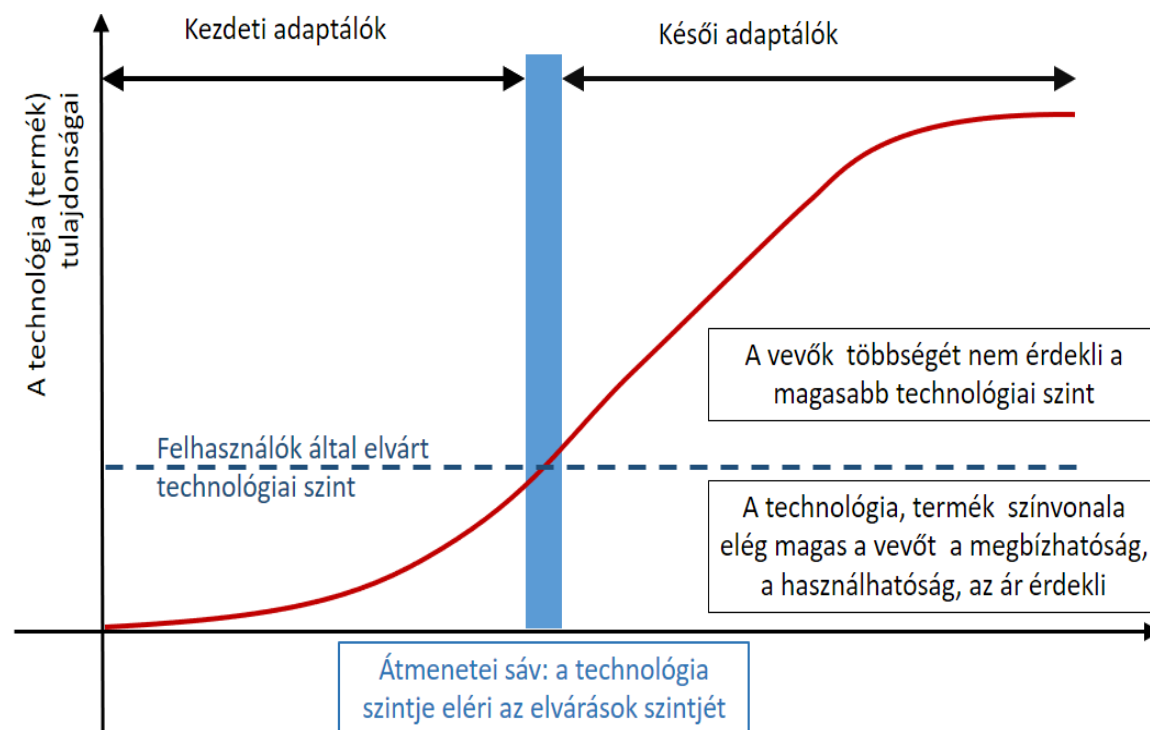 Kezdeti adaptálók
Késői adaptálók
A technológia (termék)
tulajdonságai
A vevők többségét nem érdekli a
magasabb technológiai szint
Felhasználók által elvárt
technológiai szint
A technológia, termék színvonala
elég magas a vevőt a megbízhatóság,
a használhatóság, az ár érdekli
Átmenetei sáv: a technológia
szintje eléri az elvárások szintjét